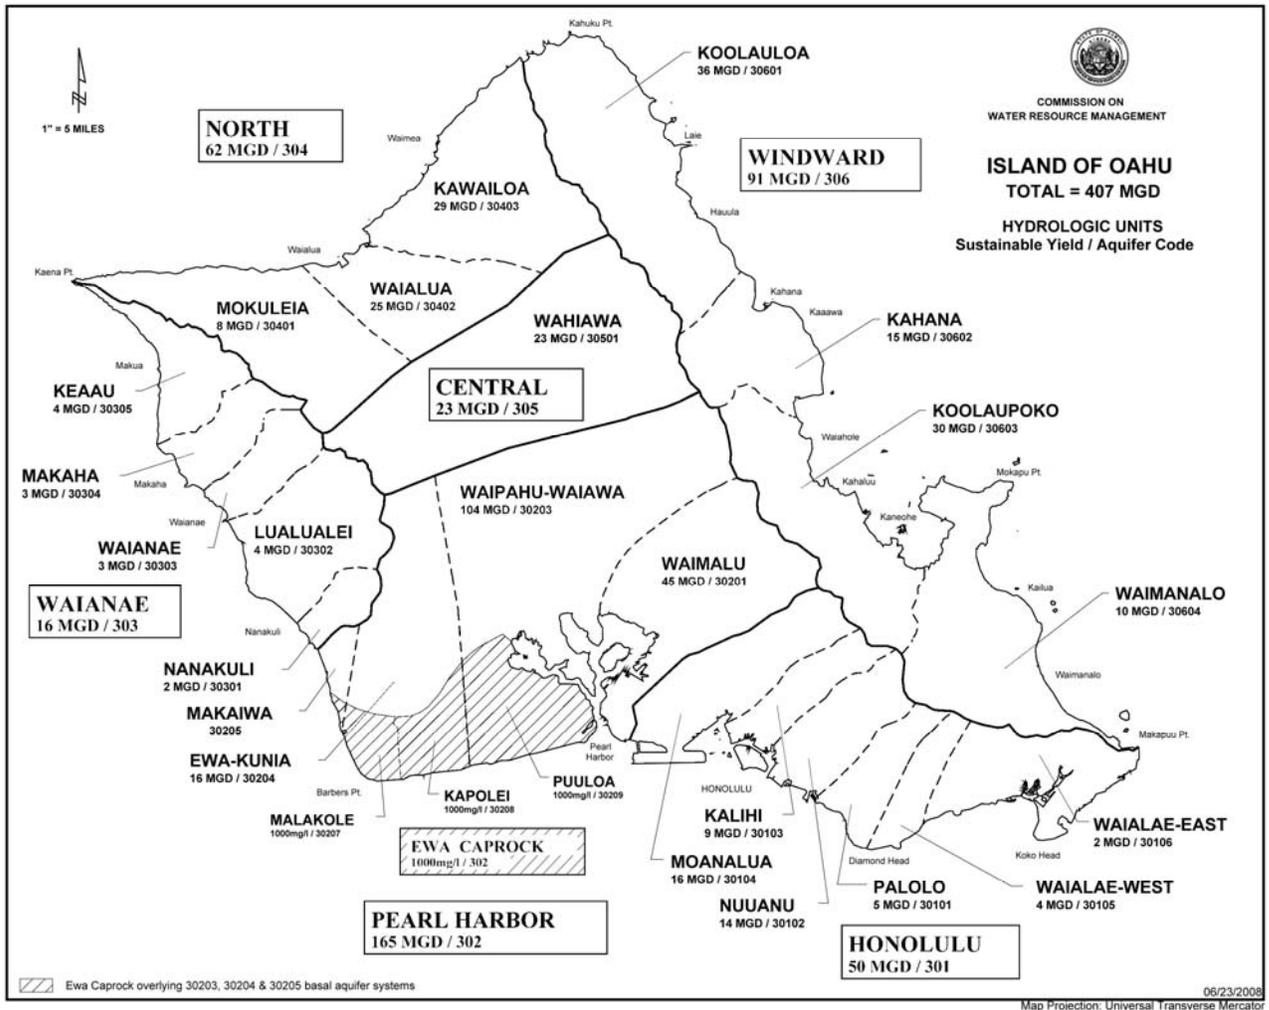 Kahuku Pt.
KOOLAULOA
36 MGD / 30601
1" = 5 MILES
COMMISSION ON
WATER RESOURCE MANAGEMENT
NORTH
62 MGD / 304
Waimea
Laie
WINDWARD
91 MGD / 306
ISLAND OF OAHU
TOTAL = 407 MGD
HYDROLOGIC UNITS
Sustainable Yield / Aquifer Code
KAWAILOA
29 MGD / 30403
Hauula
Waialua
Kaena Pt.
WAIALUA
25 MGD / 30402
MOKULEIA
8 MGD / 30401
WAHIAWA
23 MGD / 30501
Kahana
Kaaawa
KAHANA
15 MGD / 30602
Makua
KEAAU
4 MGD / 30305
CENTRAL
23 MGD / 305
KOOLAUPOKO
30 MGD / 30603
Waiahole
MAKAHA
3 MGD / 30304
Makaha
WAIPAHU-WAIAWA
104 MGD / 30203
Kahaluu
Mokapu Pt.
Kaneohe
Waianae
WAIANAE
3 MGD / 30303
LUALUALEI
4 MGD / 30302
WAIMALU
45 MGD / 30201
WAIANAE
16 MGD / 303
Kailua
WAIMANALO
10 MGD / 30604
Nanakuli
NANAKULI
2 MGD / 30301
Waimanalo
MAKAIWA
30205
EWA-KUNIA
16 MGD / 30204
Pearl
Harbor
Makapuu Pt.
Barbers Pt.
MALAKOLE
1000mg/l / 30207
KAPOLEI
1000mg/l / 30208
PUULOA
1000mg/l / 30209
HONOLULU
KALIHI
9 MGD / 30103
WAIALAE-EAST
2 MGD / 30106
EWA CAPROCK
1000mg/l / 302
MOANALUA
16 MGD / 30104
Diamond Head
Koko Head
NUUANU
14 MGD / 30102
PALOLO
5 MGD / 30101
WAIALAE-WEST
4 MGD / 30105
PEARL HARBOR
165 MGD / 302
HONOLULU
50 MGD / 301
Ewa Caprock overlying 30203, 30204 & 30205 basal aquifer systems
06/23/2008
Map Projection: Universal Transverse Mercator